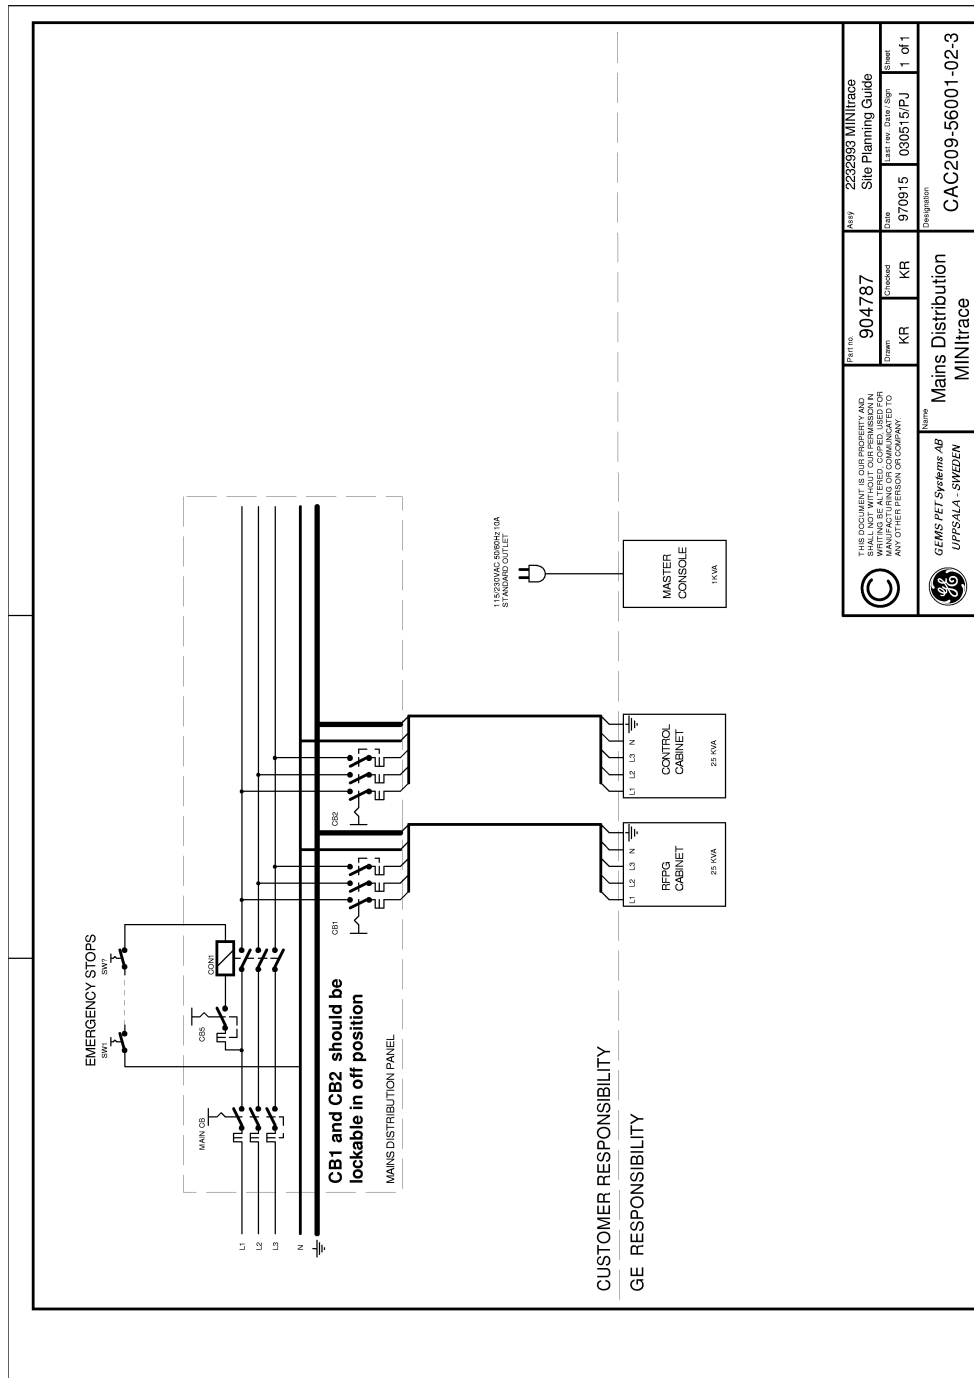 EMERGENCY STOPS
SW1
SW?
MAIN CB
CB5
CON1
L1
L2
L3
N
CB1
CB2
CB1 and CB2 should be
lockable in off position
MAINS DISTRIBUTION PANEL
115/230VAC 50/60Hz 10A
STANDARD OUTLET
CUSTOMER RESPONSIBILITY
GE RESPONSIBILITY
L1 L2 L3 N
RFPG
CABINET
25 KVA
L1 L2 L3 N
CONTROL
CABINET
25 KVA
MASTER
CONSOLE
1KVA
©
THIS DOCUMENT IS OUR PROPERTY AND
SHALL NOT WITHOUT OUR PERMISSION IN
WRITING BE ALTERED, COPIED, USED FOR
MANUFACTURING OR COMMUNICATED TO
ANY OTHER PERSON OR COMPANY.
Part no.
904787
Assy
2232993 MINItrace
Site Planning Guide
Drawn
KR
Checked
KR
Date
970915
Last rev. Date / Sign
030515/PJ
Sheet
1 of 1
GE
GEMS PET Systems AB
UPPSALA - SWEDEN
Name
Mains Distribution
MINItrace
Designation
CAC209-56001-02-3